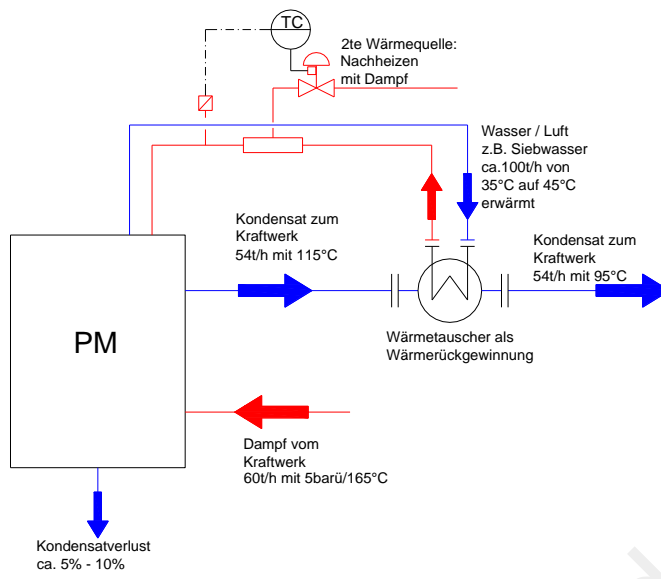 TC
2te Wärmequelle:
Nachheizen
mit Dampf
Wasser / Luft
z.B. Siebwasser
ca.100t/h von
35°C auf 45°C
erwärmt
Kondensat zum
Kraftwerk
54t/h mit 115°C
Kondensat zum
Kraftwerk
54t/h mit 95°C
PM
Wärmetauscher als
Wärmerückgewinnung
Dampf vom
Kraftwerk
60t/h mit 5barü/165°C
Kondensatverlust
ca. 5% - 10%